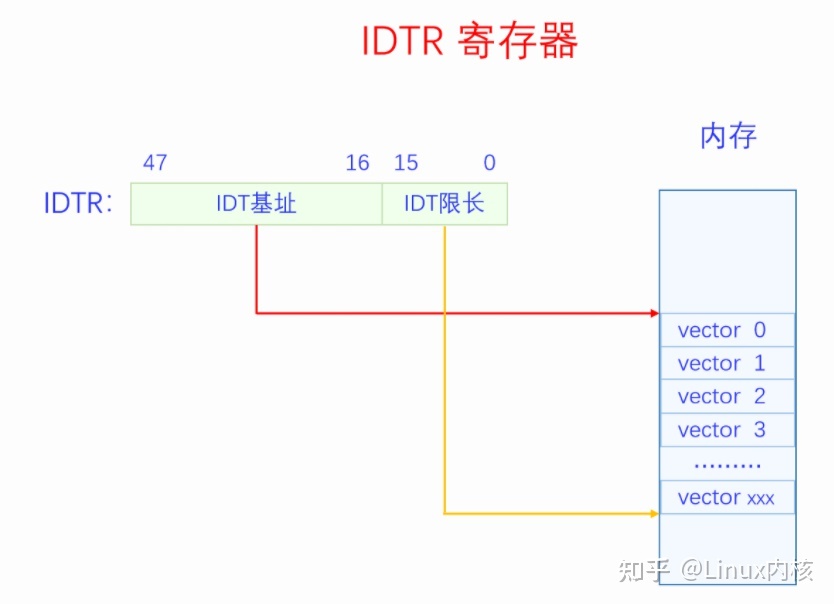 IDTR 寄存器
内存
47 16 15 0
IDTR: IDT基址 IDT限长
vector 0
vector 1
vector 2
vector 3
·········
vector xxx
知乎 @Linux内核